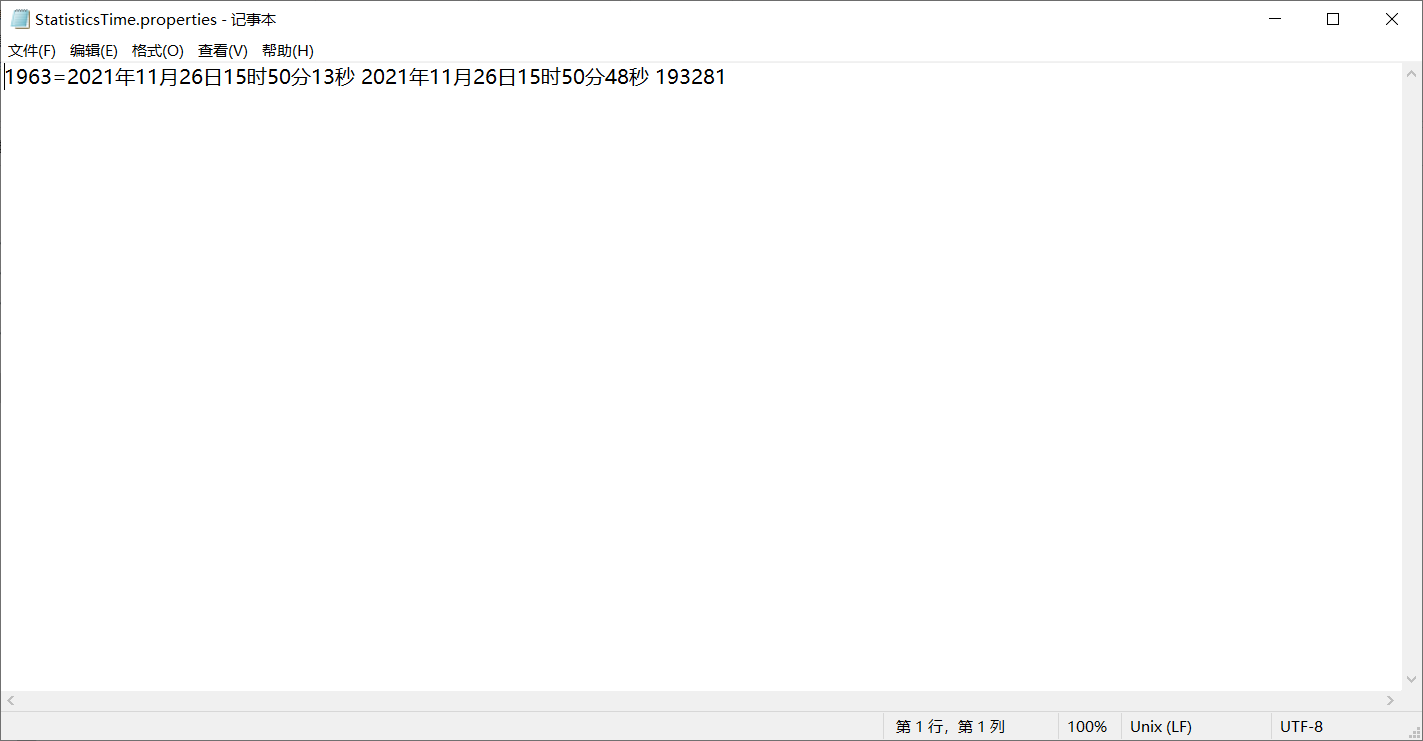 StatisticsTime.properties - 记事本
文件(F) 编辑(E) 格式(O) 查看(V) 帮助(H)
1963=2021年11月26日15时50分13秒 2021年11月26日15时50分48秒 193281
第 1 行，第 1 列 100% Unix (LF) UTF-8